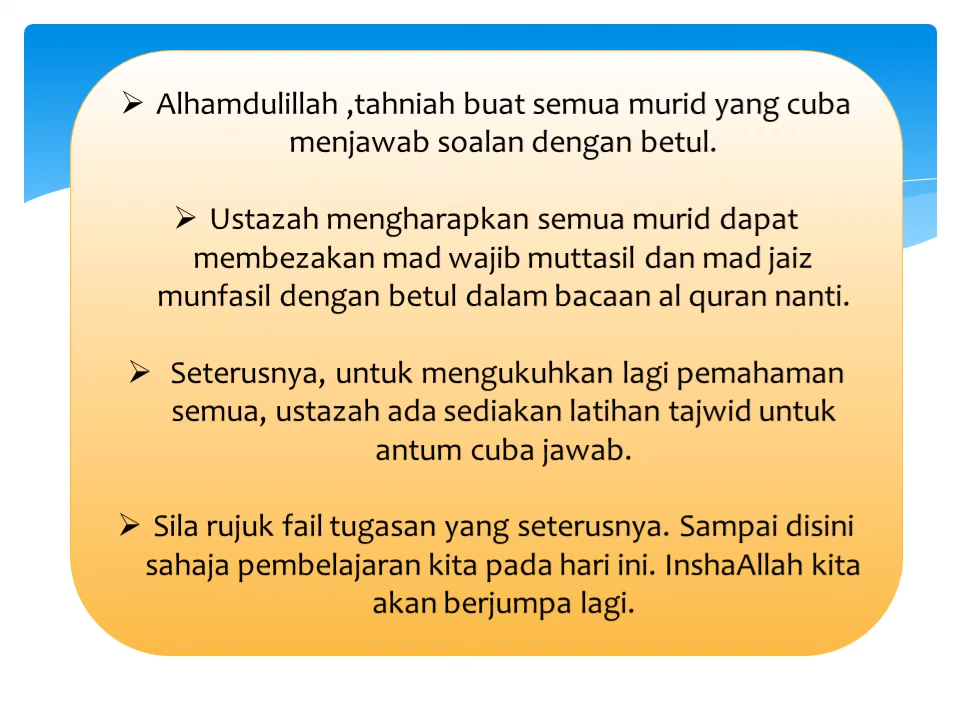 ➢ Alhamdulillah ,tahniah buat semua murid yang cuba
menjawab soalan dengan betul.
➢ Ustazah mengharapkan semua murid dapat
membezakan mad wajib muttasil dan mad jaiz
munfasil dengan betul dalam bacaan al quran nanti.
➢ Seterusnya, untuk mengukuhkan lagi pemahaman
semua, ustazah ada sediakan latihan tajwid untuk
antum cuba jawab.
➢ Sila rujuk fail tugasan yang seterusnya. Sampai disini
sahaja pembelajaran kita pada hari ini. InshaAllah kita
akan berjumpa lagi.